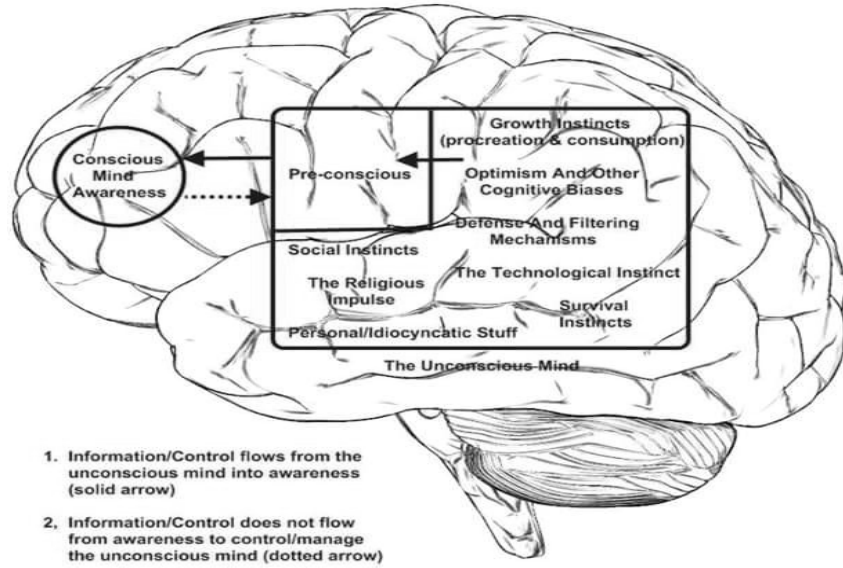 Growth Instincts
(procreation & consumption)
Conscious
Mind
Awareness
Pre-conscious
Optimism And Other
Cognitive Biases
Defense And Filtering
Mechanisms
Social Instincts
The Technological Instinct
The Religious
Impulse
Survival
Instincts
Personal/Idiocyncatic Stuff
The Unconscious Mind
1. Information/Control flows from the
unconscious mind into awareness
(solid arrow)
2, Information/Control does not flow
from awareness to control/manage
the unconscious mind (dotted arrow)